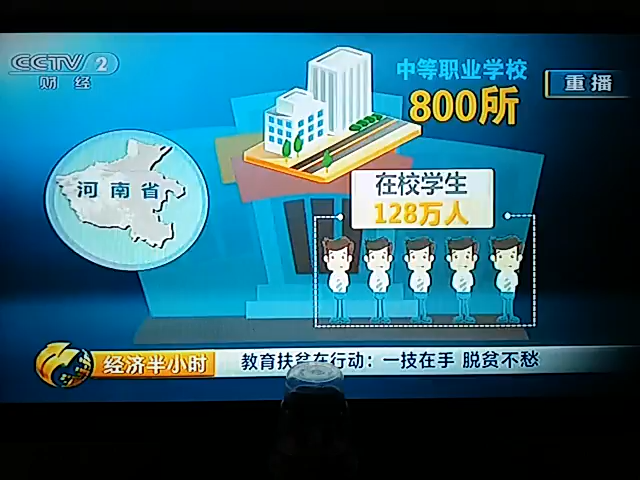 CCTV 2
财经
重播
中等职业学校
800所
河南省
在校学生
128万人
经济半小时
教育扶贫在行动：一技在手 脱贫不愁